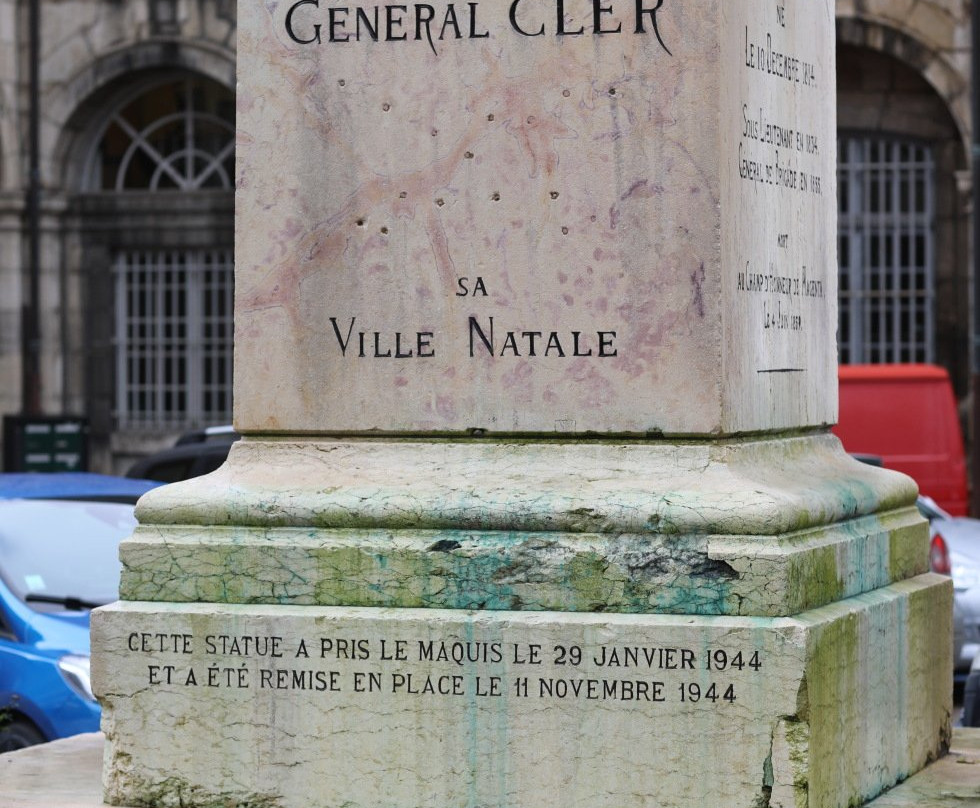 GÉNÉRAL CLER
SA
VILLE NATALE
NÉ
LE 10 DECEMBRE 1814.
SOUS LIEUTENANT EN 1834.
GÉNÉRAL DE BRIGADE EN 1855.
MORT
AU CHAMP D'HONNEUR DE MAGENTA
LE 4 JUIN 1859.
CETTE STATUE A PRIS LE MAQUIS LE 29 JANVIER 1944
ET A ÉTÉ REMISE EN PLACE LE 11 NOVEMBRE 1944